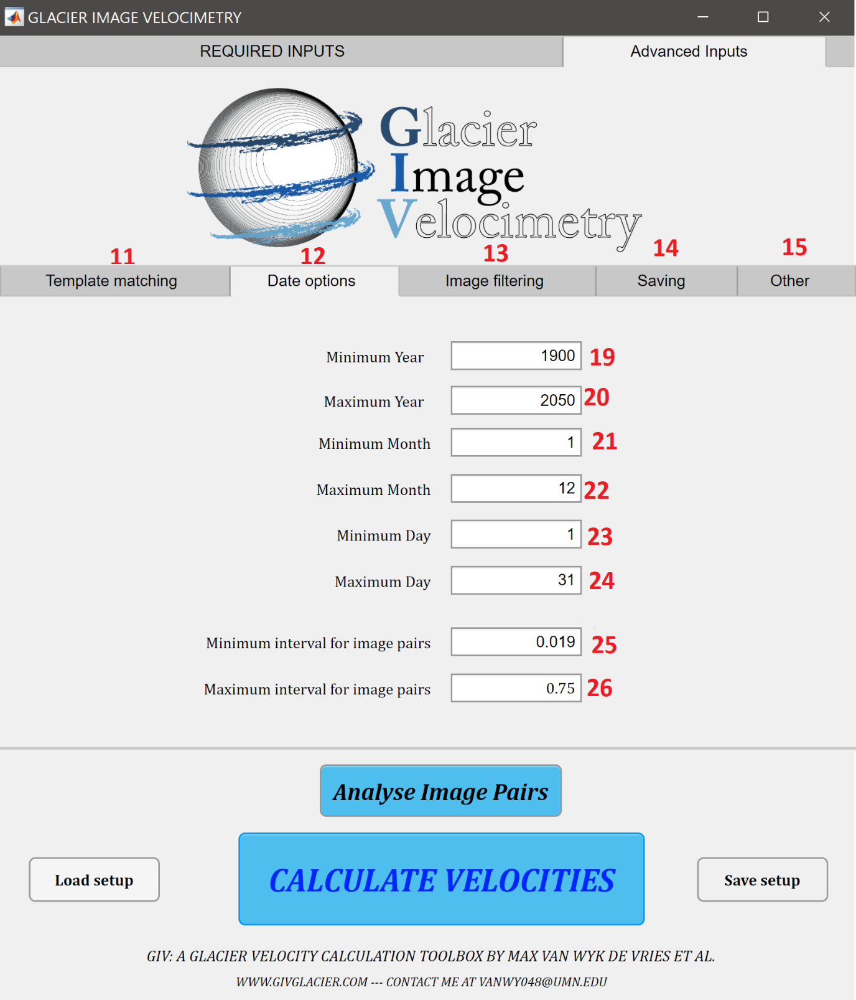 GLACIER IMAGE VELOCIMETRY
REQUIRED INPUTS Advanced Inputs
Glacier
Image
Velocimetry
11 12 13 14 15
Template matching Date options Image filtering Saving Other
Minimum Year 1900 19
Maximum Year 2050 20
Minimum Month 1 21
Maximum Month 12 22
Minimum Day 1 23
Maximum Day 31 24
Minimum interval for image pairs 0.019 25
Maximum interval for image pairs 0.75 26
Analyse Image Pairs
CALCULATE VELOCITIES
Load setup Save setup
GIV: A GLACIER VELOCITY CALCULATION TOOLBOX BY MAX VAN WYK DE VRIES ET AL.
WWW.GIVGLACIER.COM --- CONTACT ME AT VANWY048@UMN.EDU